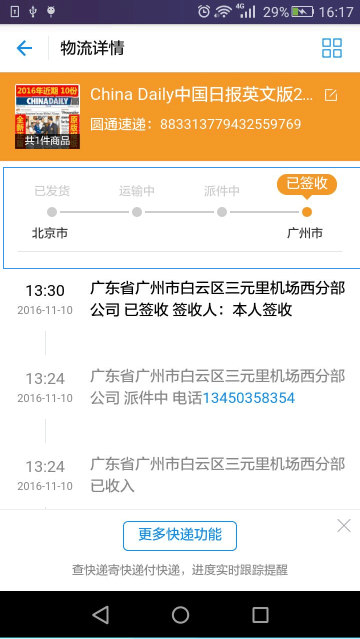 4G 29% 16:17
物流详情
China Daily中国日报英文版2...
圆通速递：883313779432559769
2016年近期 10份
CHINA DAILY
全新
原版
共1件商品
已发货 运输中 派件中 已签收
北京市 广州市
13:30 广东省广州市白云区三元里机场西分部
2016-11-10 公司 已签收 签收人：本人签收
13:24 广东省广州市白云区三元里机场西分部
2016-11-10 公司 派件中 电话13450358354
13:24 广东省广州市白云区三元里机场西分部
2016-11-10 已收入
更多快递功能
查快递寄快递付快递，进度实时跟踪提醒